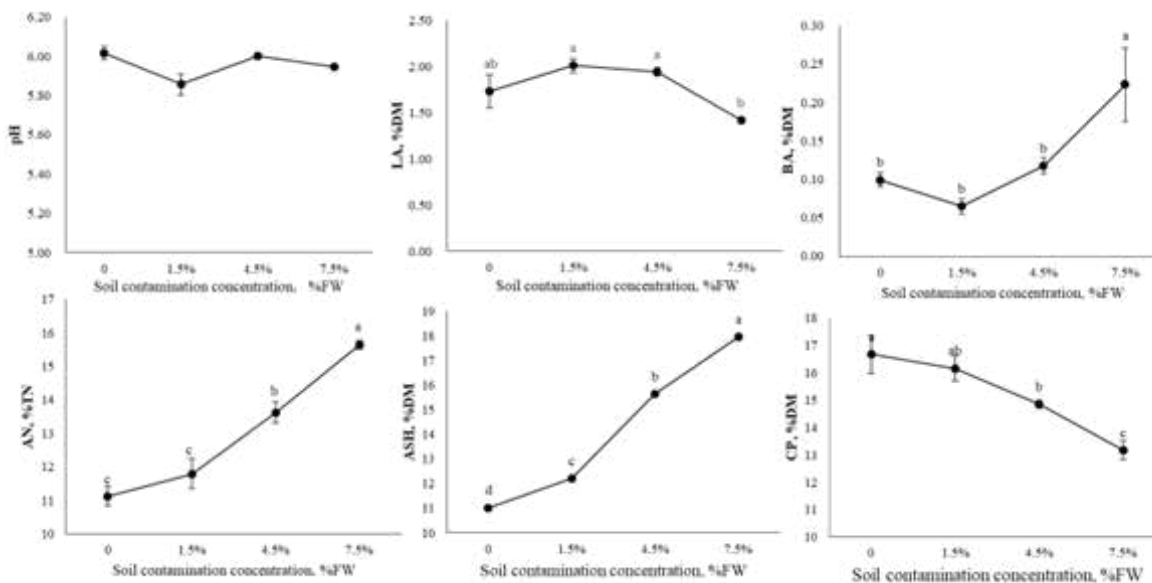 6.20
6.00
5.80
5.60
5.40
5.20
5.00
pH
0 1.5% 4.5% 7.5%
Soil contamination concentration, %FW
2.50
2.00
1.50
1.00
0.50
0.00
LA, %DM
ab a a b
0 1.5% 4.5% 7.5%
Soil contamination concentration, %FW
0.30
0.25
0.20
0.15
0.10
0.05
0.00
BA, %DM
b b b a
0 1.5% 4.5% 7.5%
Soil contamination concentration, %FW
17
16
15
14
13
12
11
10
AN, %TN
c c b a
0 1.5% 4.5% 7.5%
Soil contamination concentration, %FW
19
18
17
16
15
14
13
12
11
10
ASH, %DM
d c b a
0 1.5% 4.5% 7.5%
Soil contamination concentration, %FW
18
17
16
15
14
13
12
11
10
CP, %DM
ab b c
0 1.5% 4.5% 7.5%
Soil contamination concentration, %FW